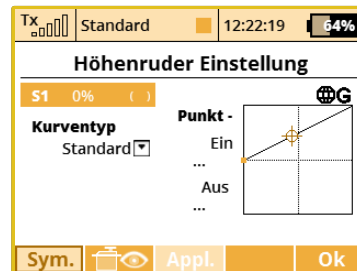 Tx Standard 12:22:19 64%
Höhenruder Einstellung
S1 0% ( )
G
Kurventyp
Standard
Punkt -
Ein
...
Aus
...
Sym. Appl. Ok